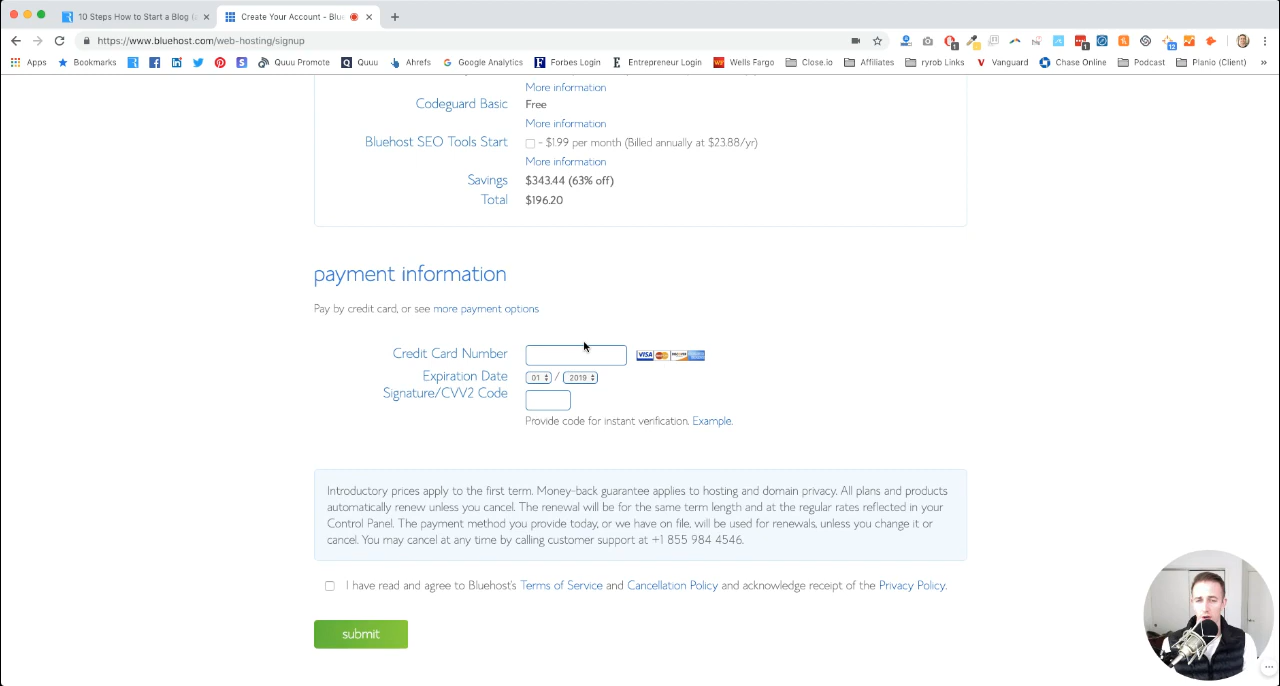 10 Steps How to Start a Blog (a
Create Your Account - Blue
https://www.bluehost.com/web-hosting/signup
Apps Bookmarks Quuu Promote Quuu Ahrefs Google Analytics Forbes Login Entrepreneur Login Wells Fargo Close.io Affiliates ryrob Links Vanguard Chase Online Podcast Planio (Client) »
More information
Codeguard Basic Free
More information
Bluehost SEO Tools Start - $1.99 per month (Billed annually at $23.88/yr)
More information
Savings $343.44 (63% off)
Total $196.20
payment information
Pay by credit card, or see more payment options
Credit Card Number VISA
Expiration Date 01 / 2019
Signature/CVV2 Code
Provide code for instant verification. Example.
Introductory prices apply to the first term. Money-back guarantee applies to hosting and domain privacy. All plans and products
automatically renew unless you cancel. The renewal will be for the same term length and at the regular rates reflected in your
Control Panel. The payment method you provide today, or we have on file, will be used for renewals, unless you change it or
cancel. You may cancel at any time by calling customer support at +1 855 984 4546.
I have read and agree to Bluehost's Terms of Service and Cancellation Policy and acknowledge receipt of the Privacy Policy.
submit